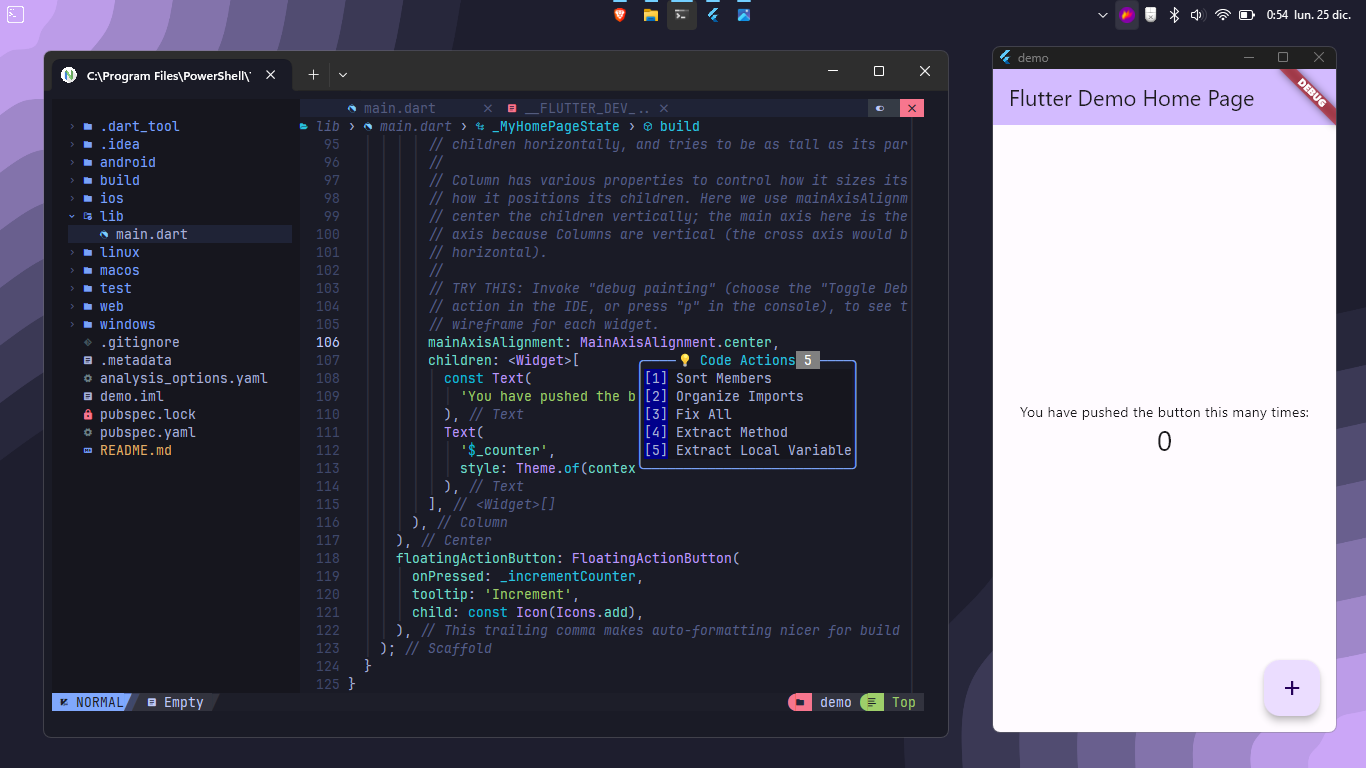 0:54 lun. 25 dic.
C:\Program Files\PowerShell\
main.dart
__FLUTTER_DEV_..
lib > main.dart > _MyHomePageState > build
.dart_tool
.idea
android
build
ios
lib
main.dart
linux
macos
test
web
windows
.gitignore
.metadata
analysis_options.yaml
demo.iml
pubspec.lock
pubspec.yaml
README.md
95 // children horizontally, and tries to be as tall as its par
96 //
97 // Column has various properties to control how it sizes its
98 // how it positions its children. Here we use mainAxisAlignm
99 // center the children vertically; the main axis here is the
100 // axis because Columns are vertical (the cross axis would b
101 // horizontal).
102 //
103 // TRY THIS: Invoke "debug painting" (choose the "Toggle Deb
104 // action in the IDE, or press "p" in the console), to see t
105 // wireframe for each widget.
106 mainAxisAlignment: MainAxisAlignment.center,
107 children: <Widget>[
108 const Text(
109 'You have pushed the b
110 ), // Text
111 Text(
112 '$_counter',
113 style: Theme.of(contex
114 ), // Text
115 ], // <Widget>[]
116 ), // Column
117 ), // Center
118 floatingActionButton: FloatingActionButton(
119 onPressed: _incrementCounter,
120 tooltip: 'Increment',
121 child: const Icon(Icons.add),
122 ), // This trailing comma makes auto-formatting nicer for build
123 ); // Scaffold
124 }
125 }
Code Actions 5
[1] Sort Members
[2] Organize Imports
[3] Fix All
[4] Extract Method
[5] Extract Local Variable
NORMAL
Empty
demo
Top
demo
Flutter Demo Home Page
DEBUG
You have pushed the button this many times:
0
+